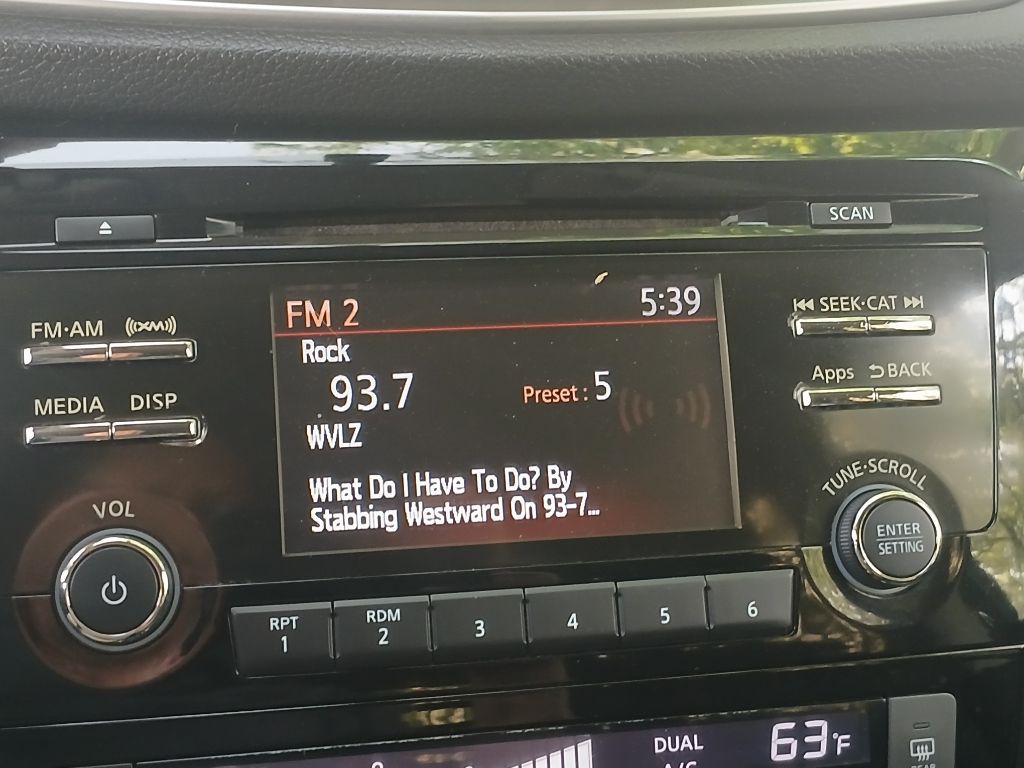 SCAN
FM·AM ((XM))
MEDIA DISP
VOL
FM 2 5:39
Rock
93.7 Preset : 5
WVLZ
What Do I Have To Do? By
Stabbing Westward On 93-7...
SEEK·CAT
Apps BACK
TUNE·SCROLL
ENTER
SETTING
RPT
1
RDM
2
3
4
5
6
DUAL
63°F